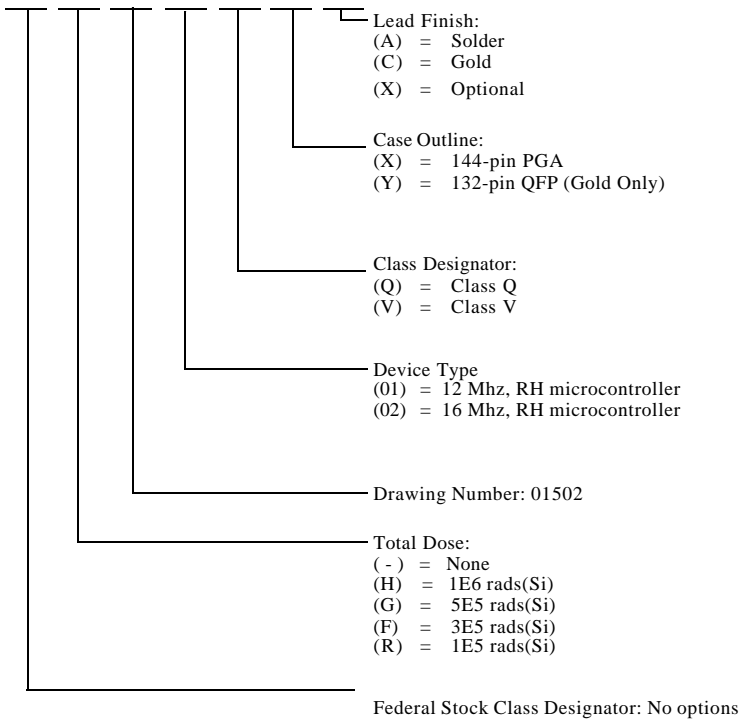 Lead Finish:
(A) = Solder
(C) = Gold
(X) = Optional
Case Outline:
(X) = 144-pin PGA
(Y) = 132-pin QFP (Gold Only)
Class Designator:
(Q) = Class Q
(V) = Class V
Device Type
(01) = 12 Mhz, RH microcontroller
(02) = 16 Mhz, RH microcontroller
Drawing Number: 01502
Total Dose:
( - ) = None
(H) = 1E6 rads(Si)
(G) = 5E5 rads(Si)
(F) = 3E5 rads(Si)
(R) = 1E5 rads(Si)
Federal Stock Class Designator: No options